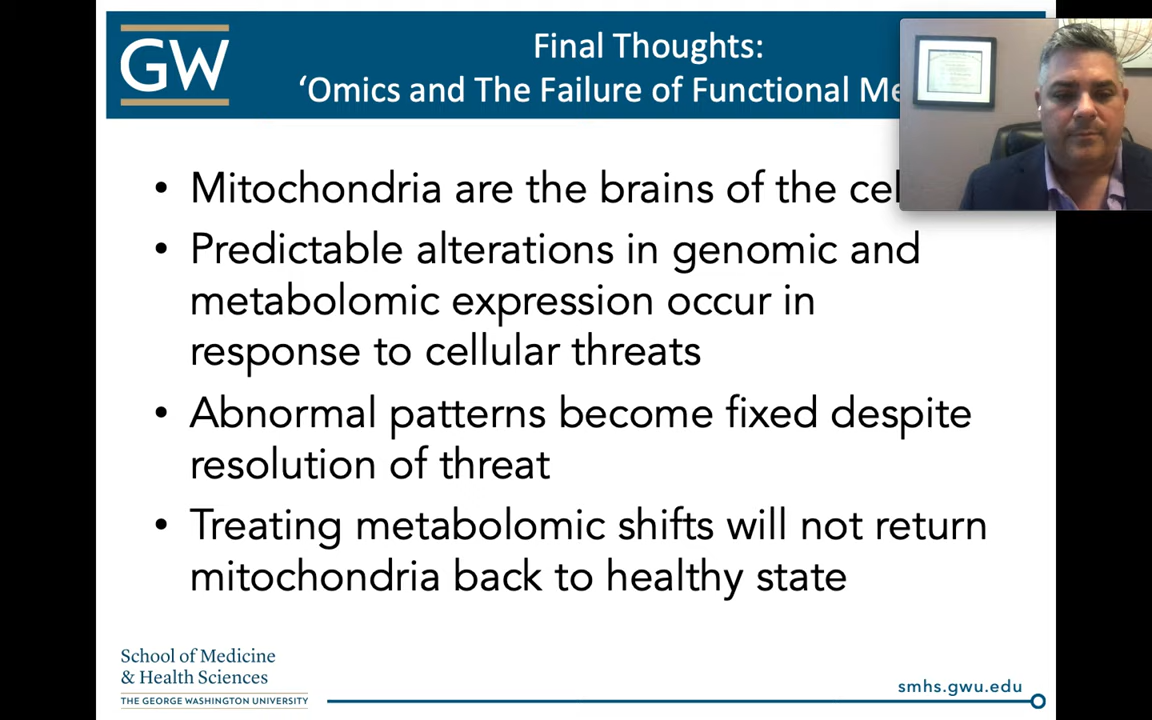 GW
Final Thoughts:
‘Omics and The Failure of Functional
• Mitochondria are the brains of the
• Predictable alterations in genomic and
metabolomic expression occur in
response to cellular threats
• Abnormal patterns become fixed despite
resolution of threat
• Treating metabolomic shifts will not return
mitochondria back to healthy state
School of Medicine
& Health Sciences
THE GEORGE WASHINGTON UNIVERSITY
smhs.gwu.edu